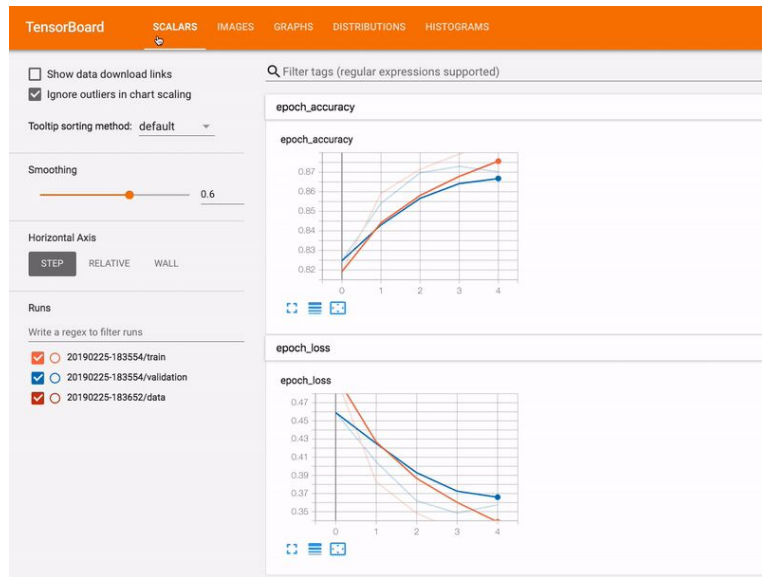 TensorBoard SCALARS IMAGES GRAPHS DISTRIBUTIONS HISTOGRAMS
Show data download links
Ignore outliers in chart scaling
Tooltip sorting method: default
Smoothing
0.6
Horizontal Axis
STEP RELATIVE WALL
Runs
Write a regex to filter runs
20190225-183554/train
20190225-183554/validation
20190225-183652/data
Filter tags (regular expressions supported)
epoch_accuracy
epoch_accuracy
0.87
0.86
0.85
0.84
0.83
0.82
0 1 2 3 4
epoch_loss
epoch_loss
0.47
0.45
0.43
0.41
0.39
0.37
0.35
0 1 2 3 4